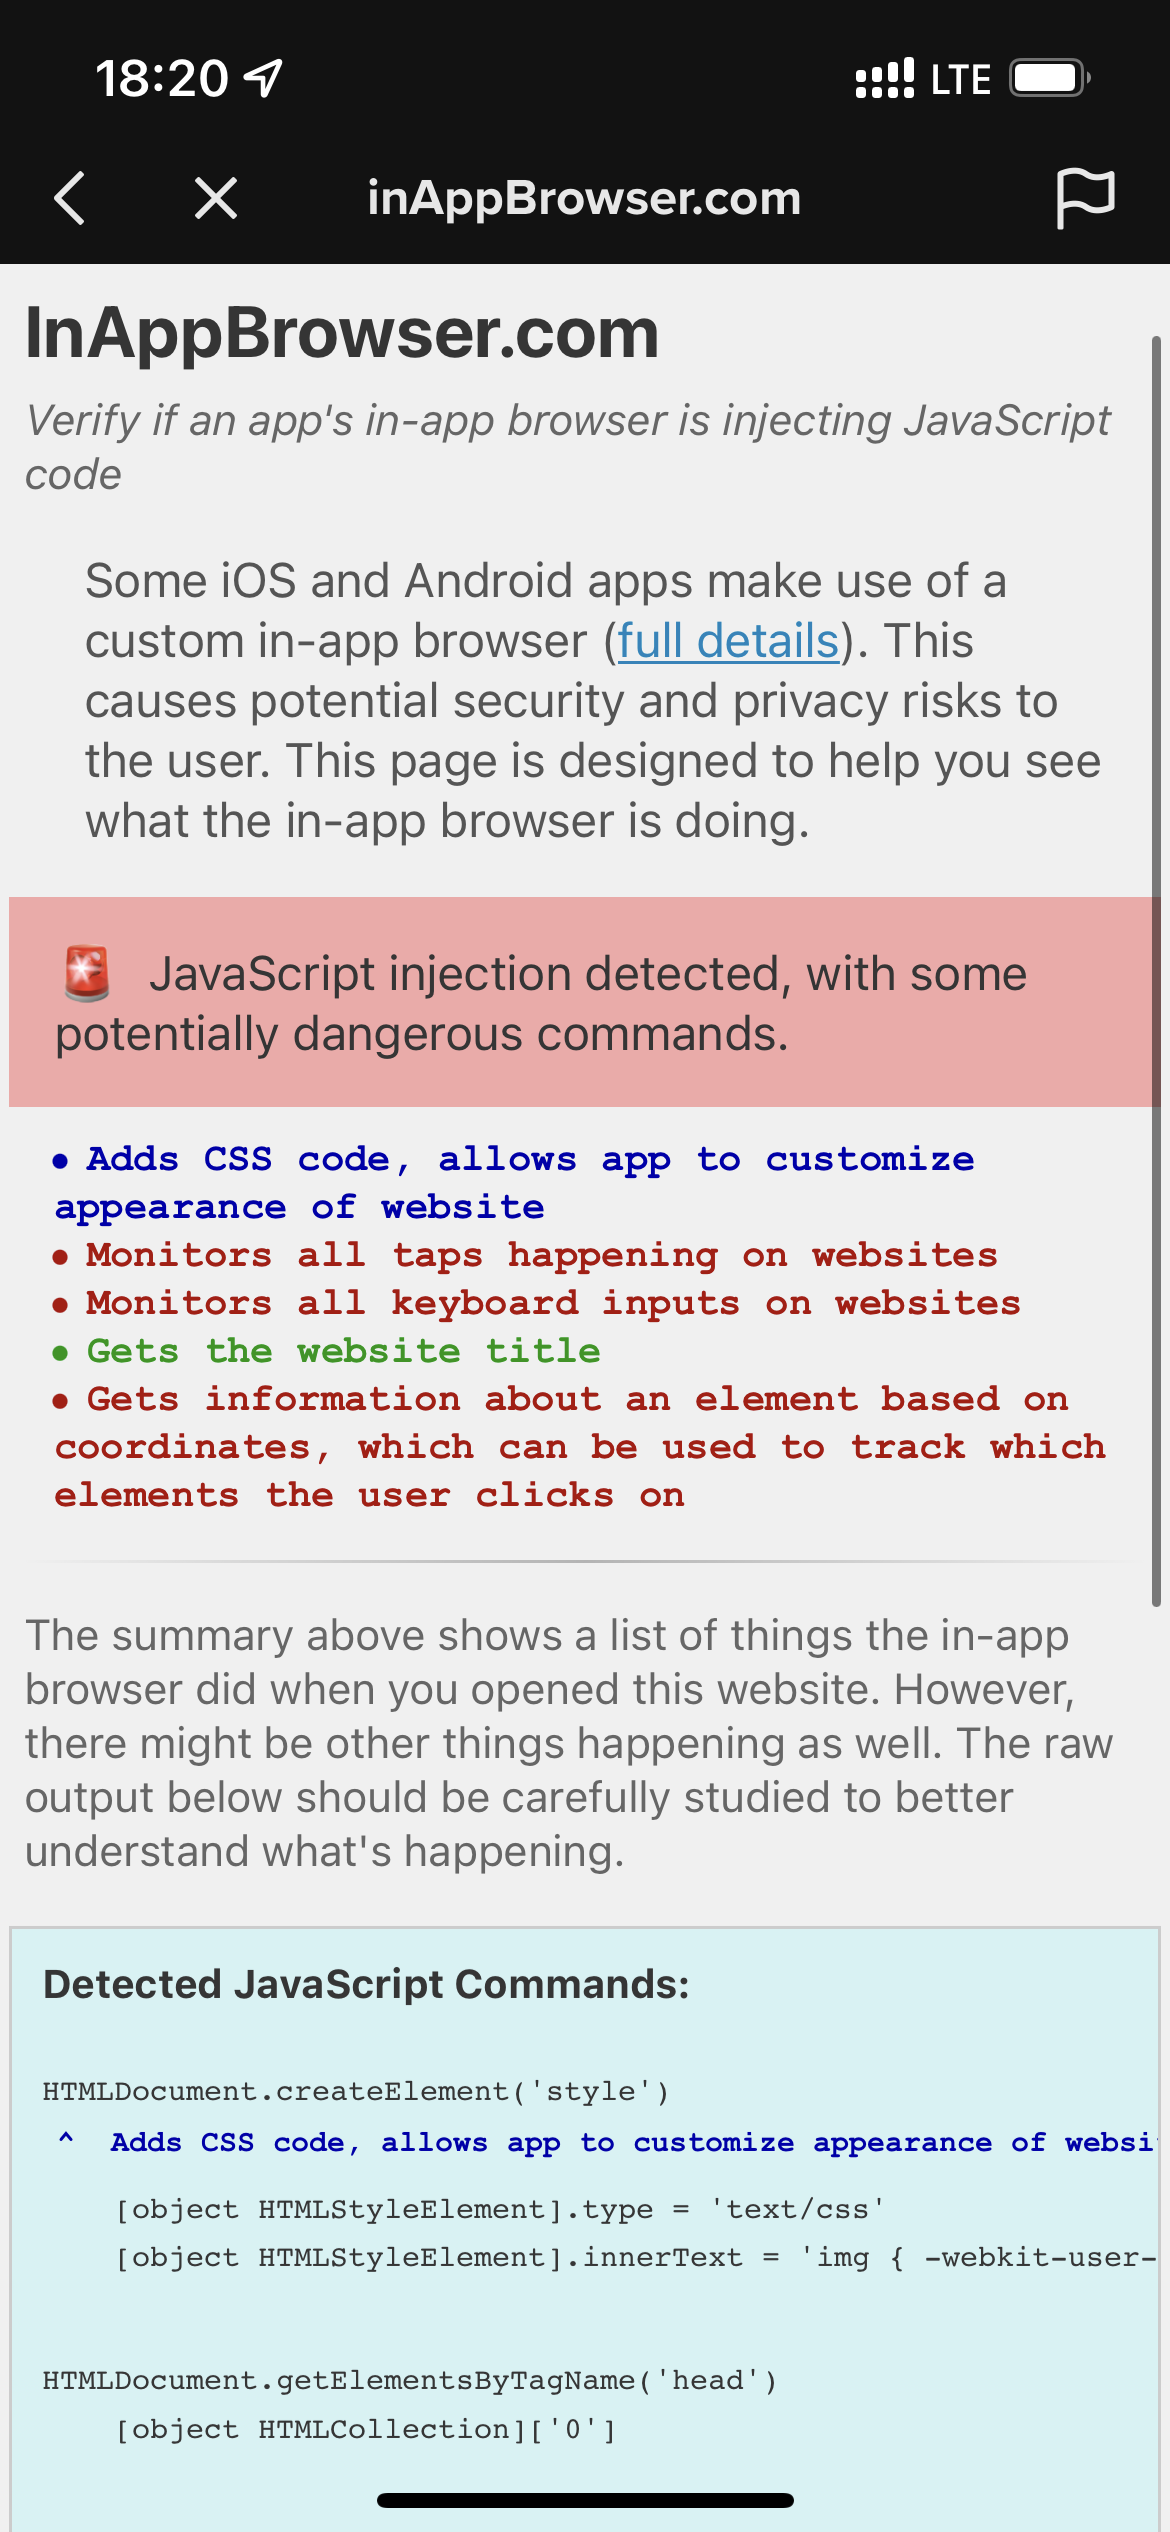 18:20
LTE
inAppBrowser.com
InAppBrowser.com
Verify if an app's in-app browser is injecting JavaScript
code
Some iOS and Android apps make use of a
custom in-app browser (full details). This
causes potential security and privacy risks to
the user. This page is designed to help you see
what the in-app browser is doing.
🚨 JavaScript injection detected, with some
potentially dangerous commands.
• Adds CSS code, allows app to customize
appearance of website
• Monitors all taps happening on websites
• Monitors all keyboard inputs on websites
• Gets the website title
• Gets information about an element based on
coordinates, which can be used to track which
elements the user clicks on
The summary above shows a list of things the in-app
browser did when you opened this website. However,
there might be other things happening as well. The raw
output below should be carefully studied to better
understand what's happening.
Detected JavaScript Commands:
HTMLDocument.createElement('style')
^ Adds CSS code, allows app to customize appearance of websi
[object HTMLStyleElement].type = 'text/css'
[object HTMLStyleElement].innerText = 'img { -webkit-user-
HTMLDocument.getElementsByTagName('head')
[object HTMLCollection]['0']